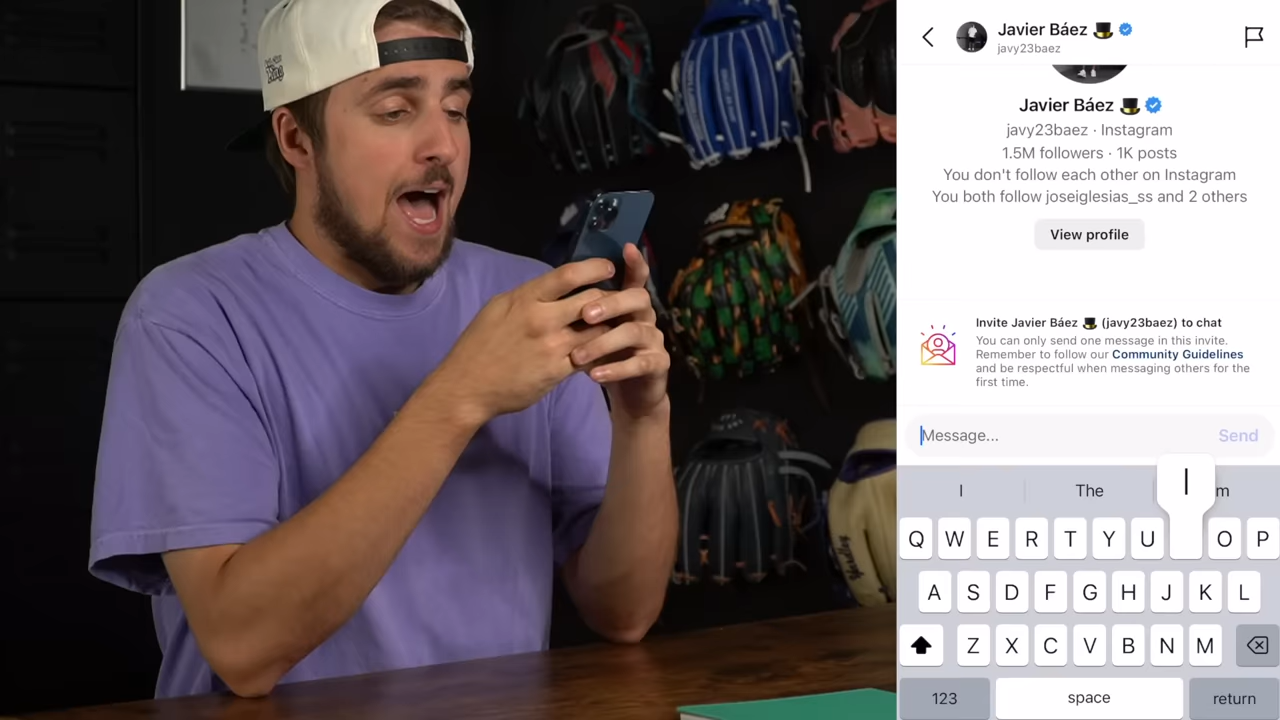 Javier Báez 🎩
javy23baez
Javier Báez 🎩
javy23baez · Instagram
1.5M followers · 1K posts
You don't follow each other on Instagram
You both follow joseiglesias_ss and 2 others
View profile
Invite Javier Báez 🎩 (javy23baez) to chat
You can only send one message in this invite.
Remember to follow our Community Guidelines
and be respectful when messaging others for the
first time.
Message...
Send
I
The
m
I
Q W E R T Y U O P
A S D F G H J K L
Z X C V B N M
123
space
return
King